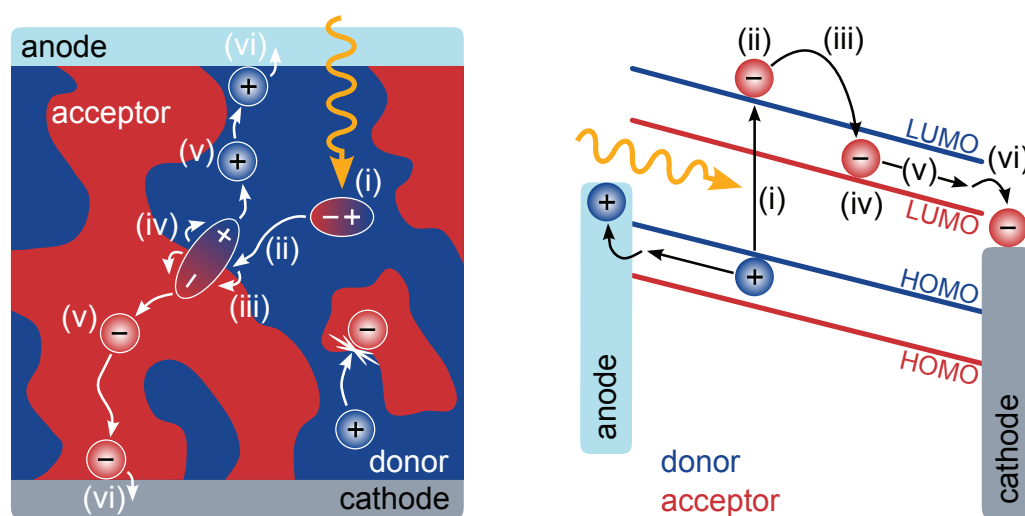 anode
(vi)
acceptor
+
(v)
+
(i)
− +
(iv)
+
(ii)
−
(iii)
(v)
−
−
+
−
donor
(vi)
cathode
(ii)
(iii)
−
LUMO
(vi)
−
(v)
+
(i)
(iv)
LUMO
−
+
HOMO
HOMO
anode
cathode
donor
acceptor